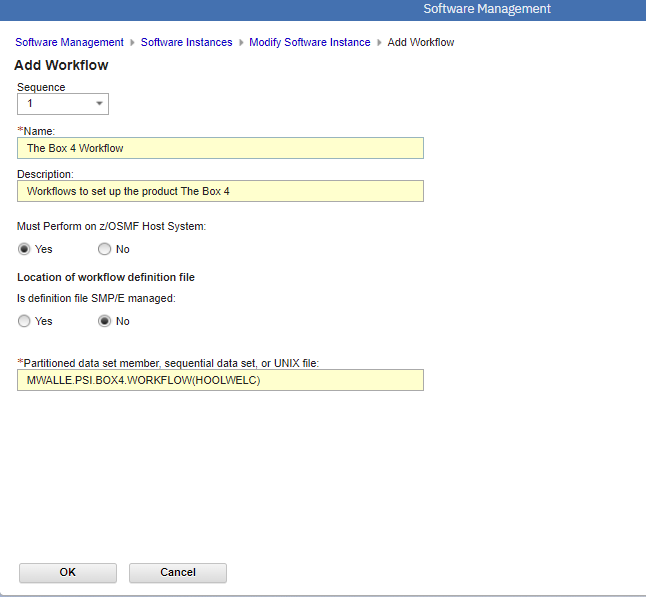 Software Management
Software Management Software Instances Modify Software Instance Add Workflow
Add Workflow
Sequence
1
*Name:
The Box 4 Workflow
Description:
Workflows to set up the product The Box 4
Must Perform on z/OSMF Host System:
Yes No
Location of workflow definition file
Is definition file SMP/E managed:
Yes No
*Partitioned data set member, sequential data set, or UNIX file:
MWALLE.PSI.BOX4.WORKFLOW(HOOLWELC)
OK Cancel